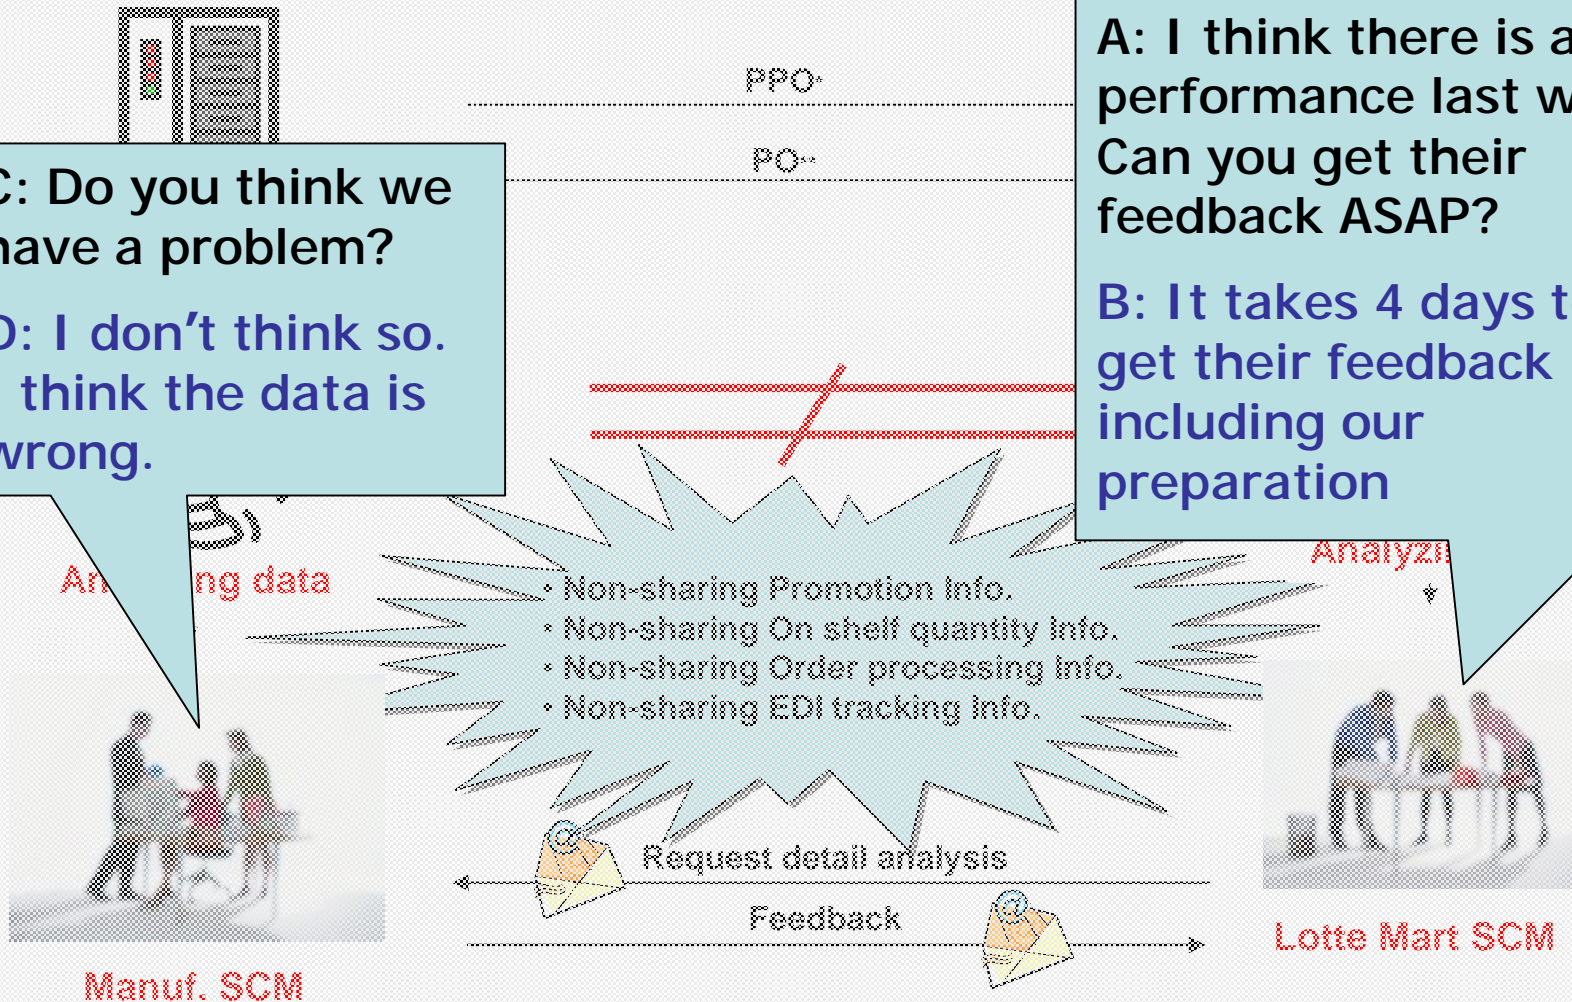 PPO*
PO**
A: I think there is a
performance last
Can you get their
feedback ASAP?
B: It takes 4 days
get their feedback
including our
preparation
C: Do you think we
have a problem?
D: I don't think so.
think the data is
wrong.
data
• Non-sharing Promotion Info.
• Non-sharing On shelf quantity Info.
• Non-sharing Order processing Info.
• Non-sharing EDI tracking Info.
Request detail analysis
Feedback
Manuf. SCM
Lotte Mart SCM